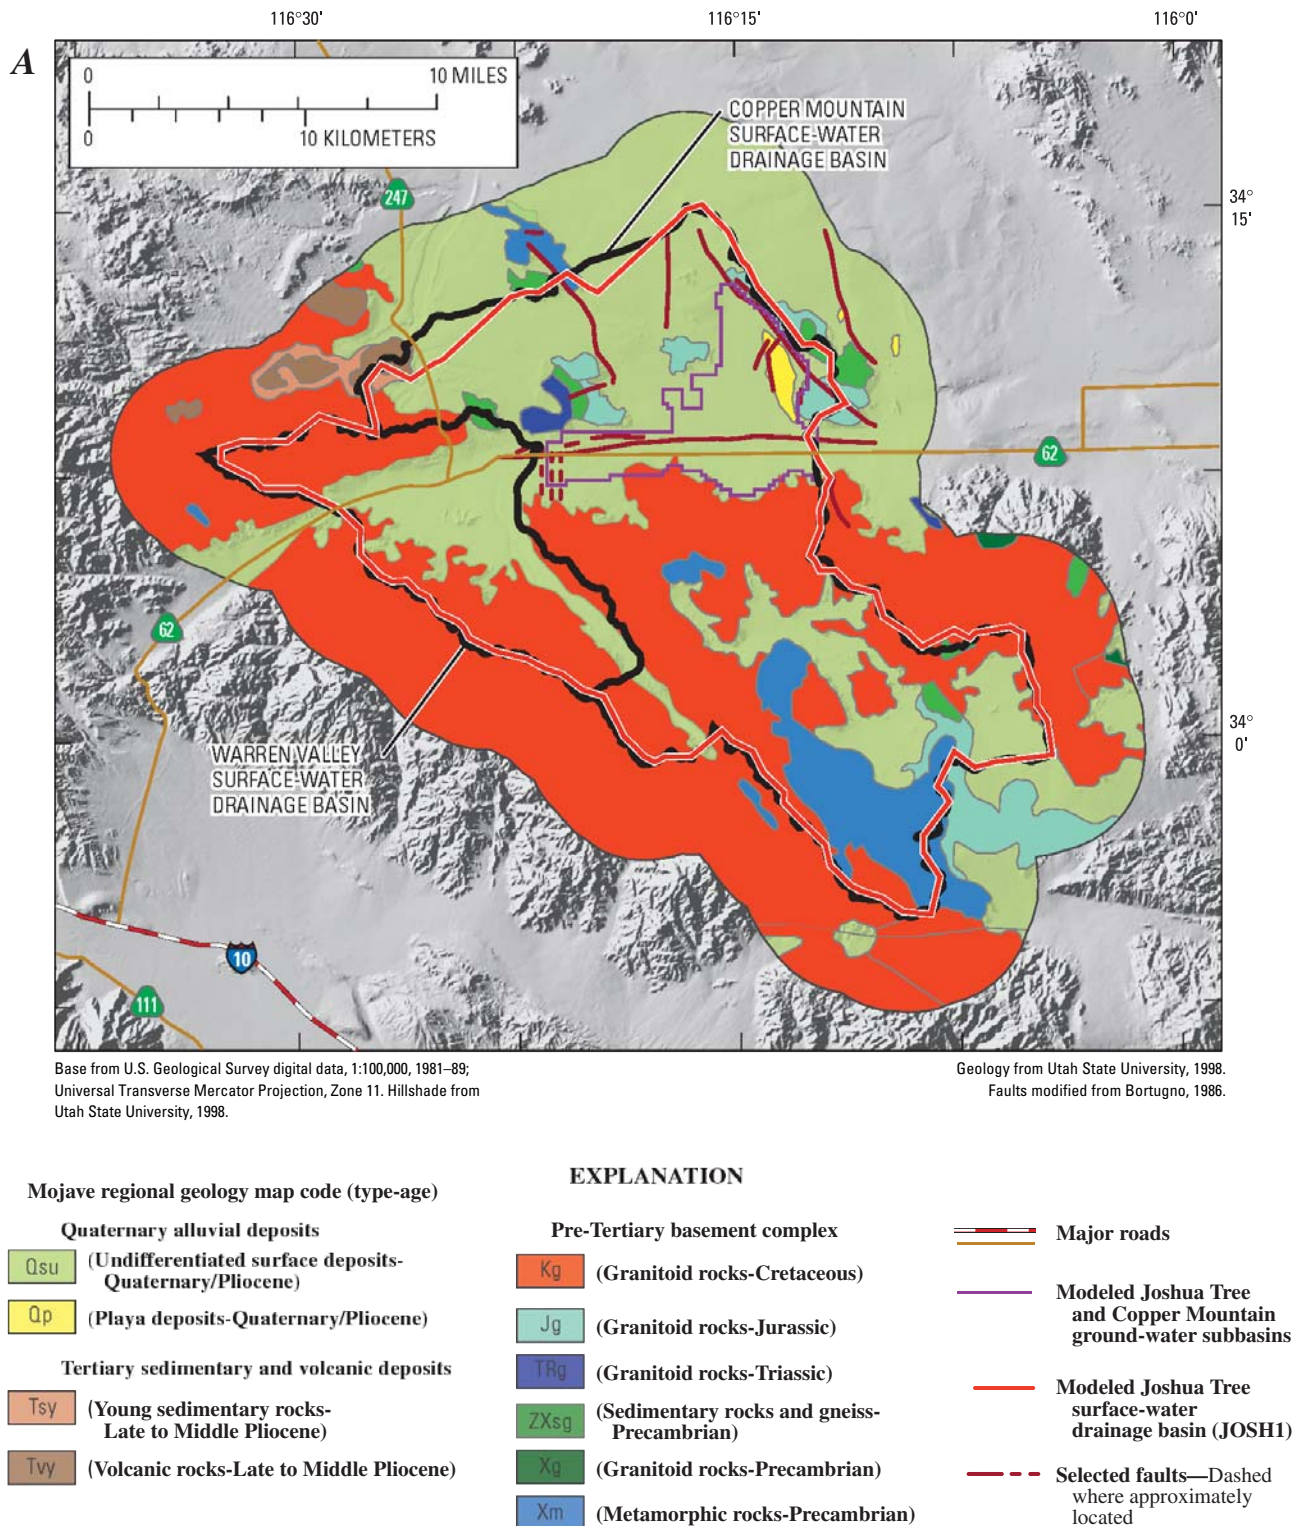 116°30'
116°15'
116°0'
A
0
10 MILES
0
10 KILOMETERS
COPPER MOUNTAIN
SURFACE-WATER
DRAINAGE BASIN
247
34°
15'
62
62
34°
0'
WARREN VALLEY
SURFACE-WATER
DRAINAGE BASIN
10
111
Base from U.S. Geological Survey digital data, 1:100,000, 1981–89;
Universal Transverse Mercator Projection, Zone 11. Hillshade from
Utah State University, 1998.
Geology from Utah State University, 1998.
Faults modified from Bortugno, 1986.
EXPLANATION
Mojave regional geology map code (type-age)
Quaternary alluvial deposits
Qsu
(Undifferentiated surface deposits-
Quaternary/Pliocene)
Qp
(Playa deposits-Quaternary/Pliocene)
Tertiary sedimentary and volcanic deposits
Tsy
(Young sedimentary rocks-
Late to Middle Pliocene)
Tvy
(Volcanic rocks-Late to Middle Pliocene)
Pre-Tertiary basement complex
Kg
(Granitoid rocks-Cretaceous)
Jg
(Granitoid rocks-Jurassic)
TRg
(Granitoid rocks-Triassic)
ZXsg
(Sedimentary rocks and gneiss-
Precambrian)
Xg
(Granitoid rocks-Precambrian)
Xm
(Metamorphic rocks-Precambrian)
Major roads
Modeled Joshua Tree
and Copper Mountain
ground-water subbasins
Modeled Joshua Tree
surface-water
drainage basin (JOSH1)
Selected faults—Dashed
where approximately
located